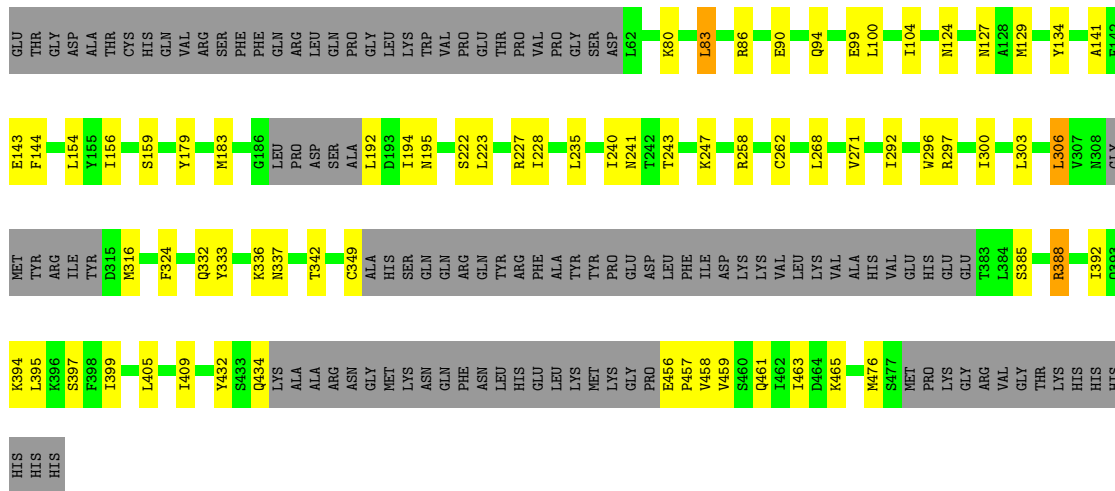 GLU THR GLY ASP ALA THR CYS HIS GLN VAL ARG SER PHE PHE GLN ARG LEU GLN PRO GLY LEU LYS TRP VAL PRO GLU THR PRO VAL PRO GLY SER ASP L62 K80 L83 R86 E90 Q94 E99 L100 I104 N124 N127 A128 M129 Y134 A141 E142
E143 F144 L154 Y155 I156 S159 Y179 M183 G186 LEU PRO ASP SER ALA L192 D193 I194 N195 S222 L223 R227 I228 L235 I240 N241 T242 T243 K247 R258 C262 L268 V271 I292 W296 R297 I300 L303 L306 V307 N308 GLY
MET TYR ARG ILE TYR D315 M316 F324 Q332 Y333 K336 N337 T342 C349 ALA HIS SER GLN GLN ARG GLN TYR ARG PHE ALA TYR TYR PRO GLU ASP LEU PHE ILE ASP LYS LYS VAL LEU LYS VAL ALA HIS VAL GLU HIS GLU GLU T383 L384 S385 R388 I392 Q393
K394 L395 K396 S397 F398 I399 L405 I409 Y432 S433 Q434 LYS ALA ALA ARG ASN GLY MET LYS ASN GLN PHE ASN LEU HIS GLU LEU LYS MET LYS GLY PRO E456 P457 V458 V459 S460 Q461 I462 I463 D464 K465 M476 S477 MET PRO LYS GLY ARG VAL GLY THR LYS HIS HIS HIS
HIS HIS HIS